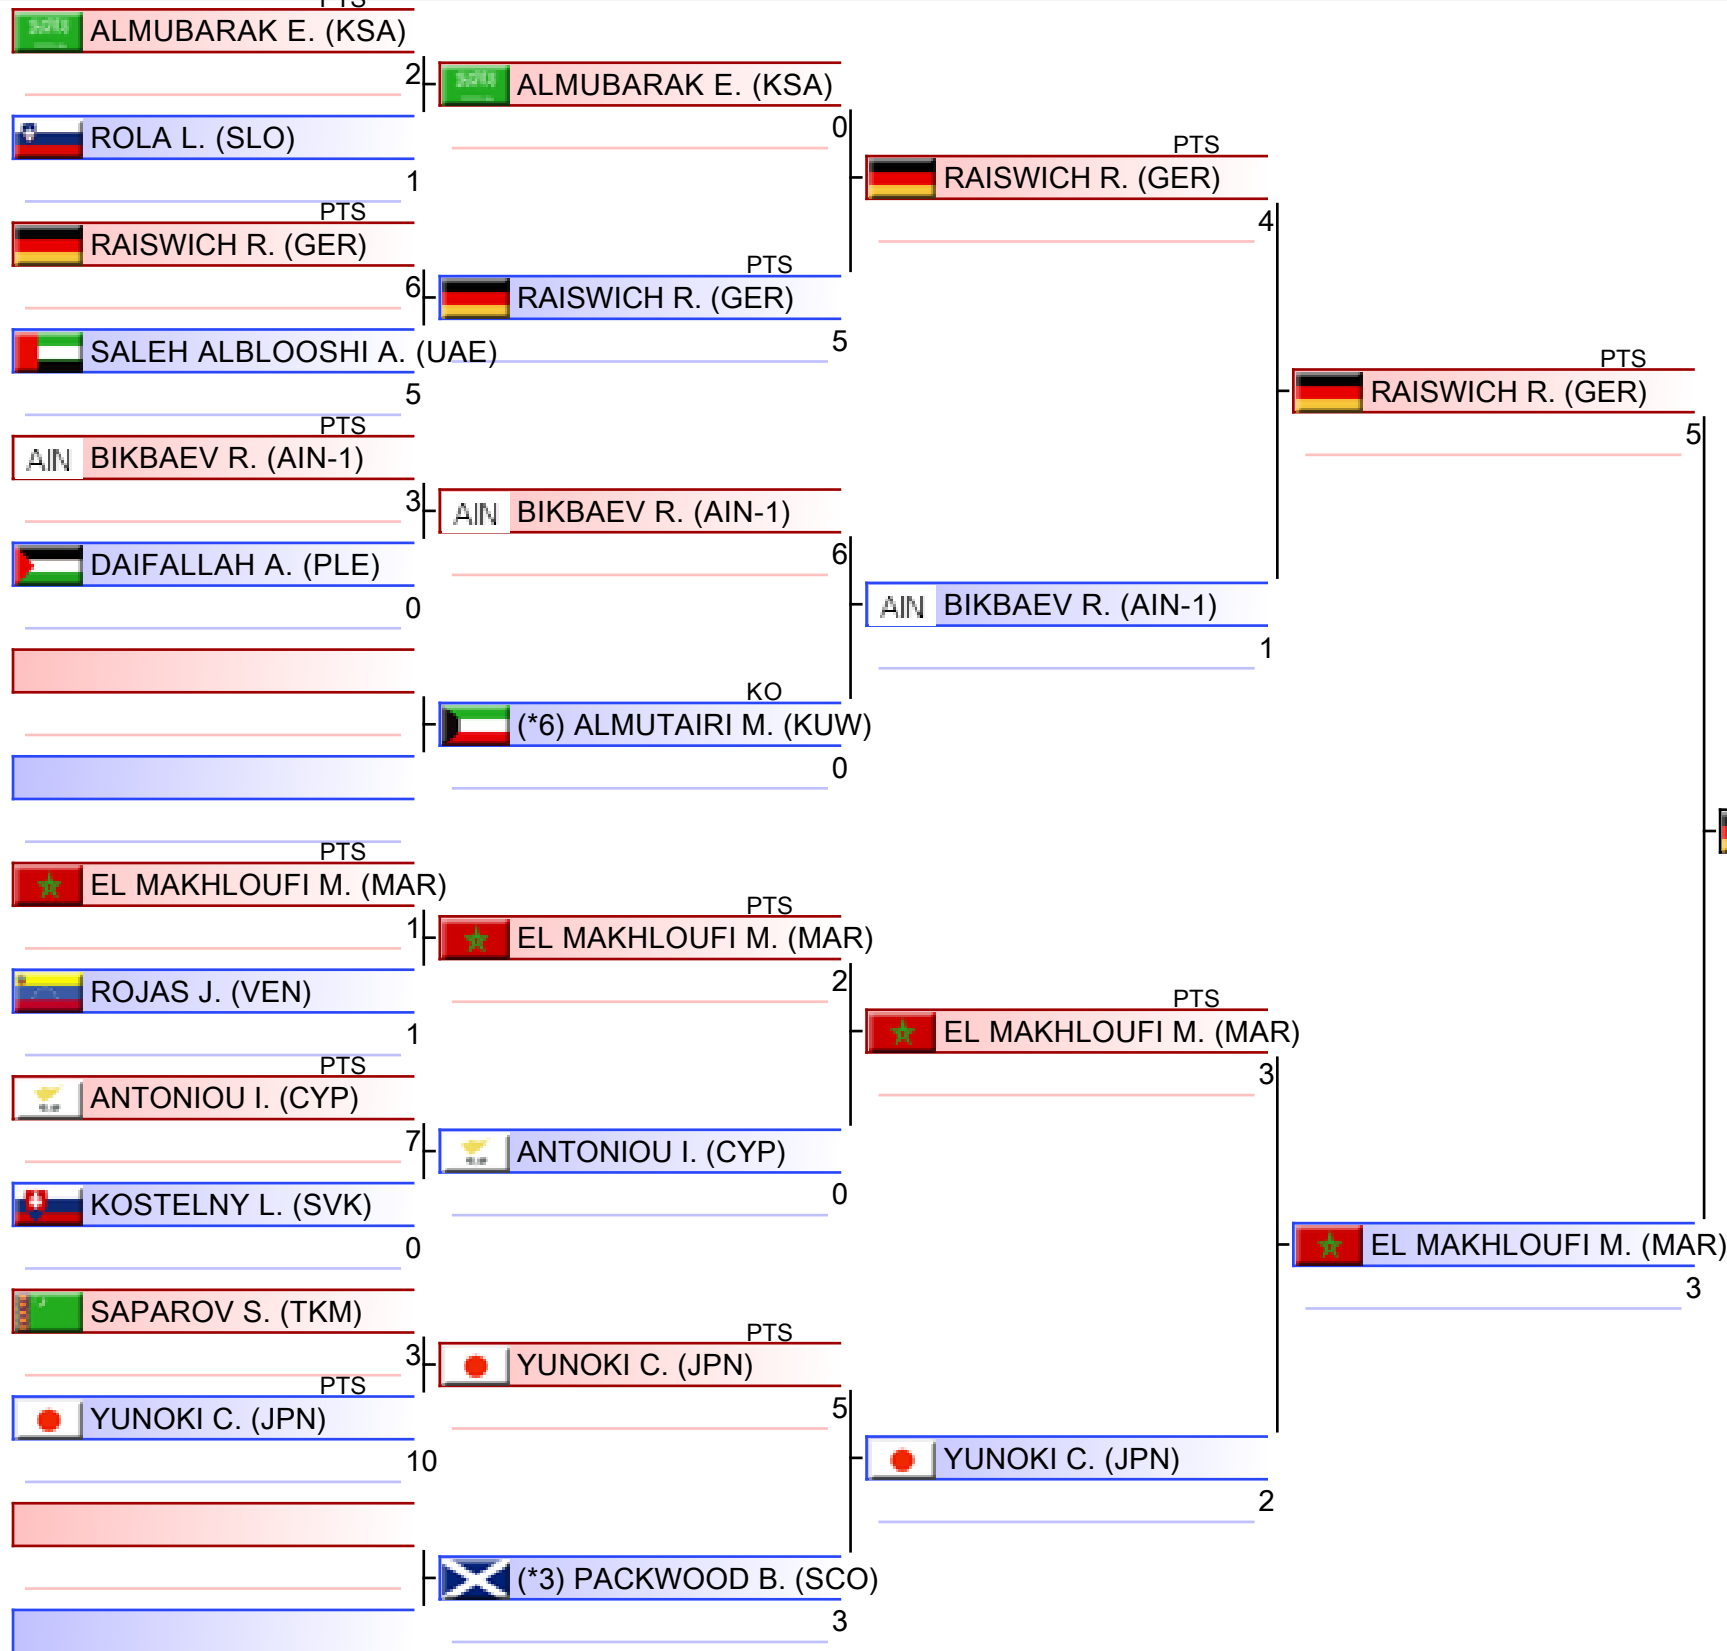 PTS
ALMUBARAK E. (KSA)
2
ROLA L. (SLO)
1
PTS
RAISWICH R. (GER)
6
SALEH ALBLOOSHI A. (UAE)
5
PTS
AIN BIKBAEV R. (AIN-1)
3
DAIFALLAH A. (PLE)
0
PTS
EL MAKHLOUFI M. (MAR)
1
ROJAS J. (VEN)
1
PTS
ANTONIOU I. (CYP)
7
KOSTELNY L. (SVK)
0
SAPAROV S. (TKM)
3
PTS
YUNOKI C. (JPN)
10
ALMUBARAK E. (KSA)
0
PTS
RAISWICH R. (GER)
5
AIN BIKBAEV R. (AIN-1)
6
KO
(*6) ALMUTAIRI M. (KUW)
0
PTS
EL MAKHLOUFI M. (MAR)
2
ANTONIOU I. (CYP)
0
PTS
YUNOKI C. (JPN)
5
(*3) PACKWOOD B. (SCO)
3
PTS
RAISWICH R. (GER)
4
AIN BIKBAEV R. (AIN-1)
1
PTS
EL MAKHLOUFI M. (MAR)
3
YUNOKI C. (JPN)
2
PTS
RAISWICH R. (GER)
5
EL MAKHLOUFI M. (MAR)
3